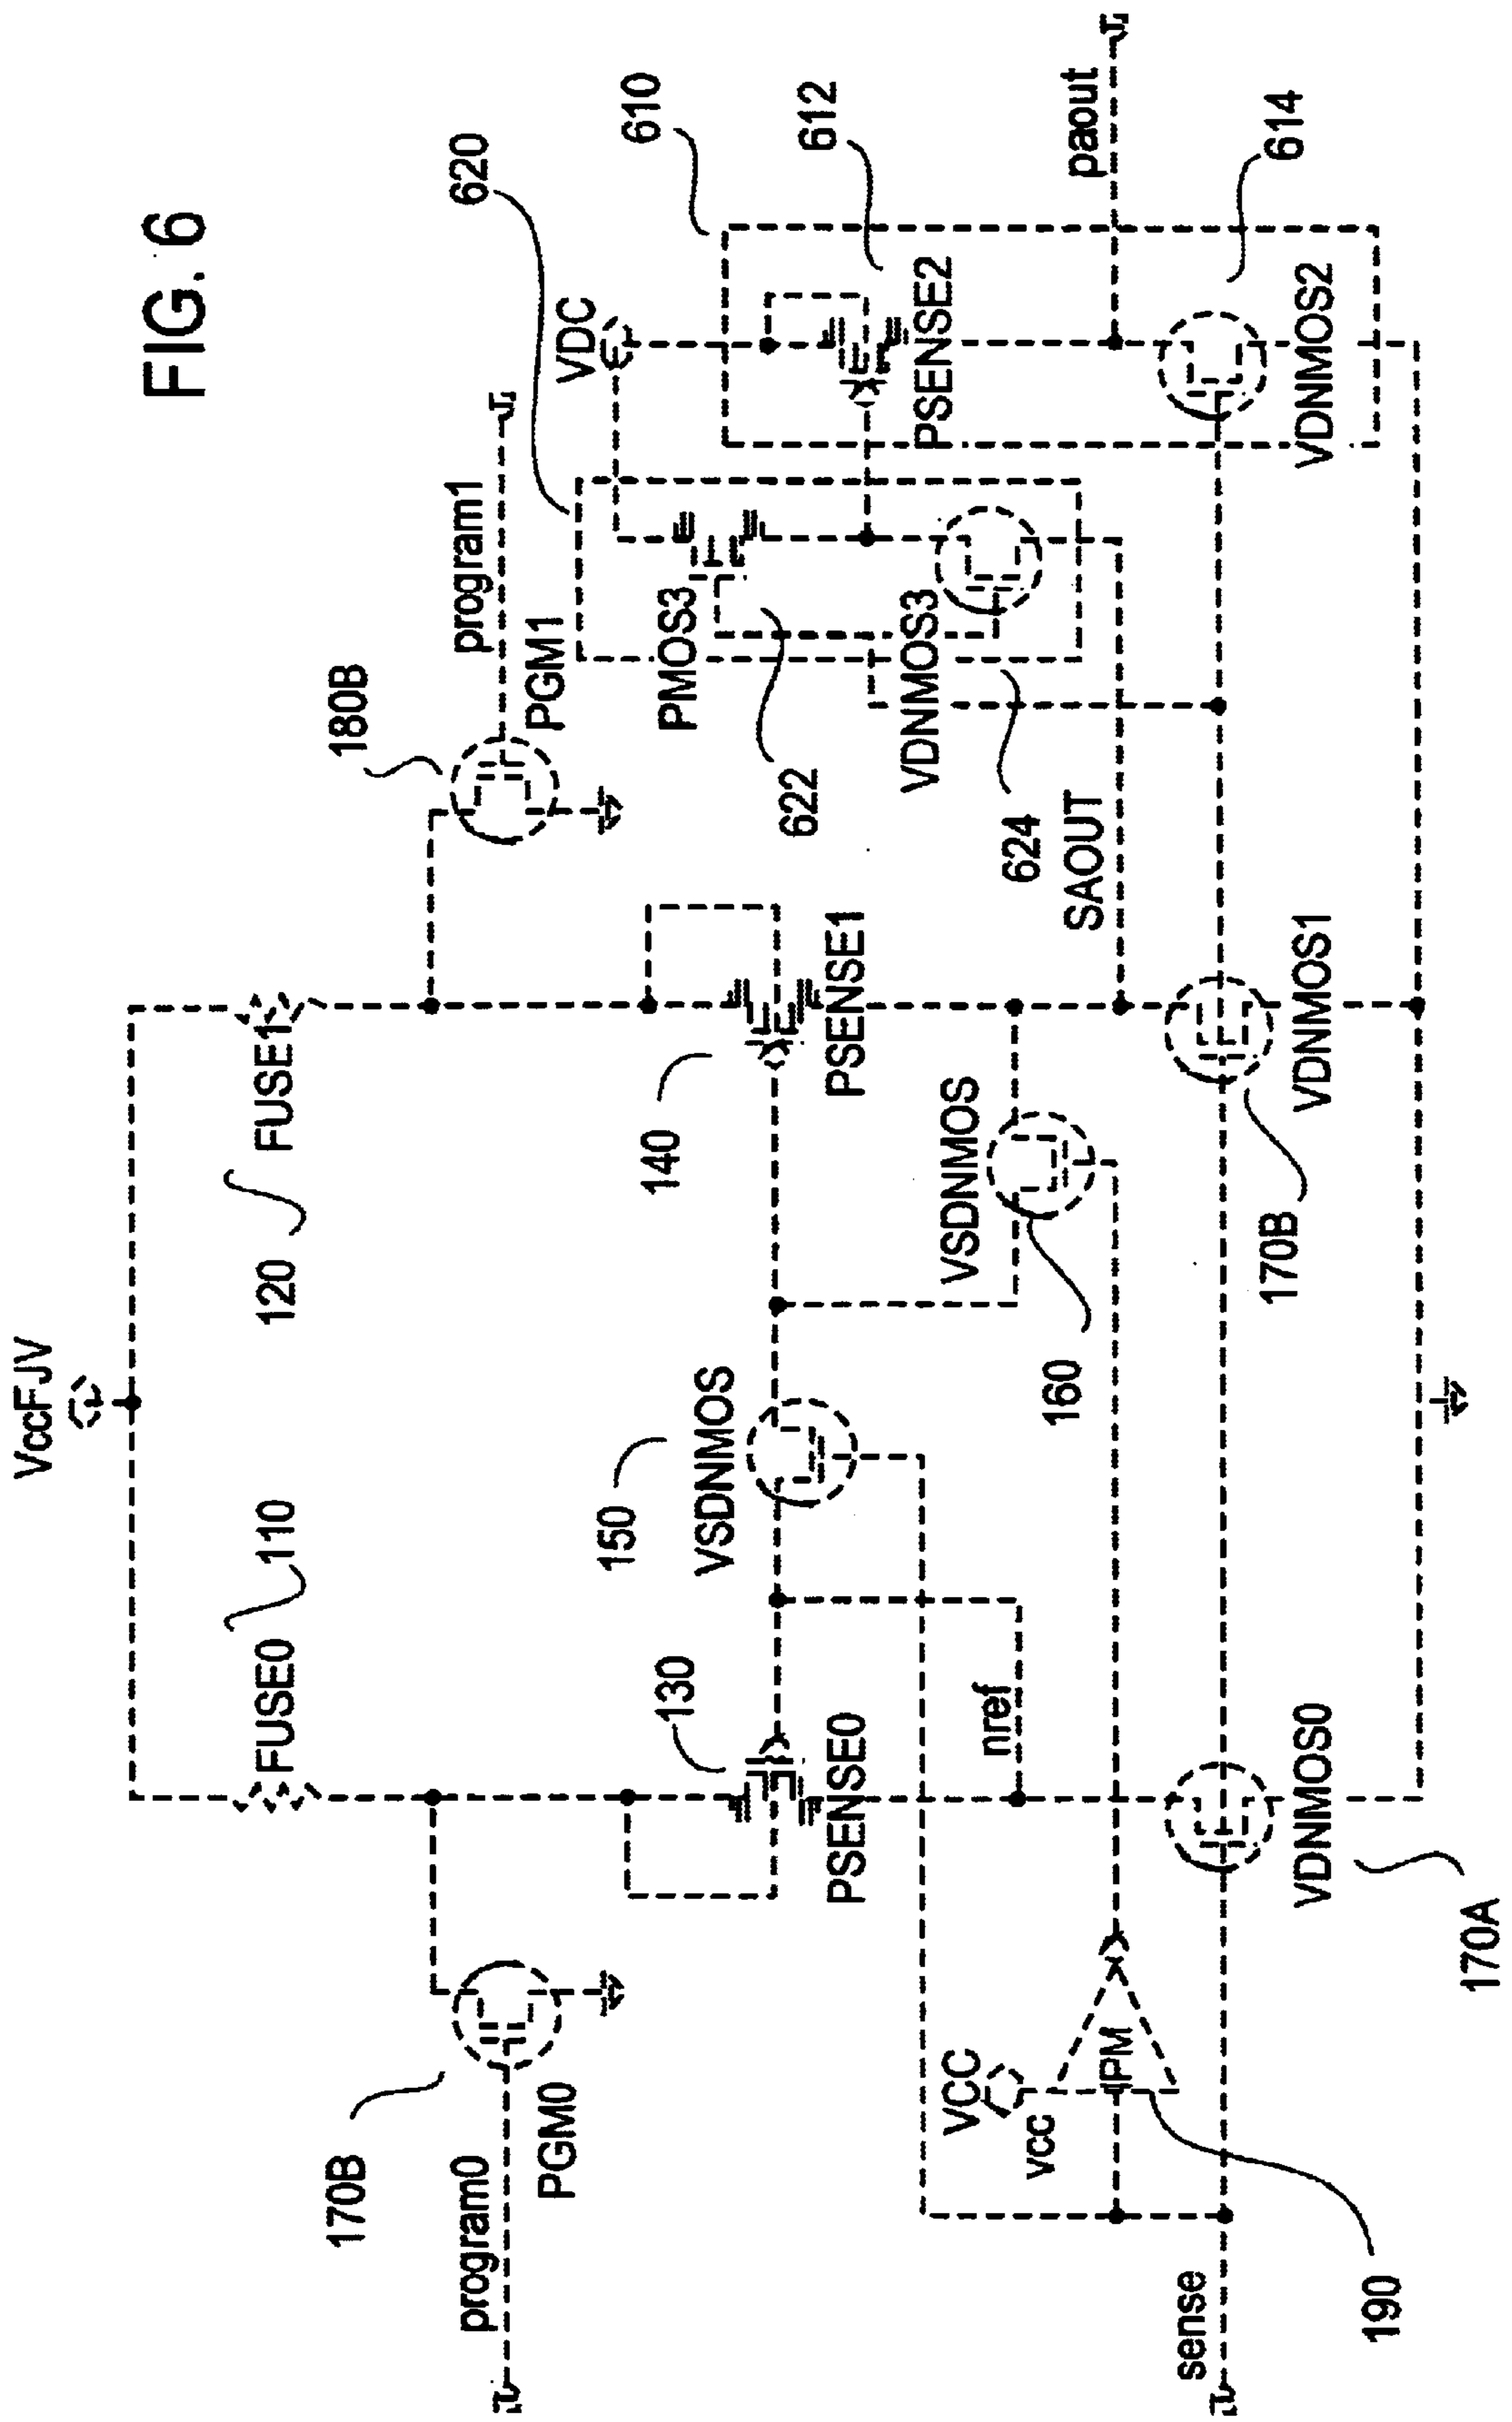 FIG. 6
VccFJV
110
120
FUSE0
FUSE1
170B
180B
program0
program1
PGM0
PGM1
620
VDC
610
150
130
140
PMOS3
VSDNMOS
622
612
PSENSE0
PSENSE1
PSENSE2
VDNMOS3
VCC
vcc
nref
VSDNMOS
624
160
SAOUT
paout
IPM
sense
170B
614
VDNMOS0
VDNMOS1
VDNMOS2
190
170A